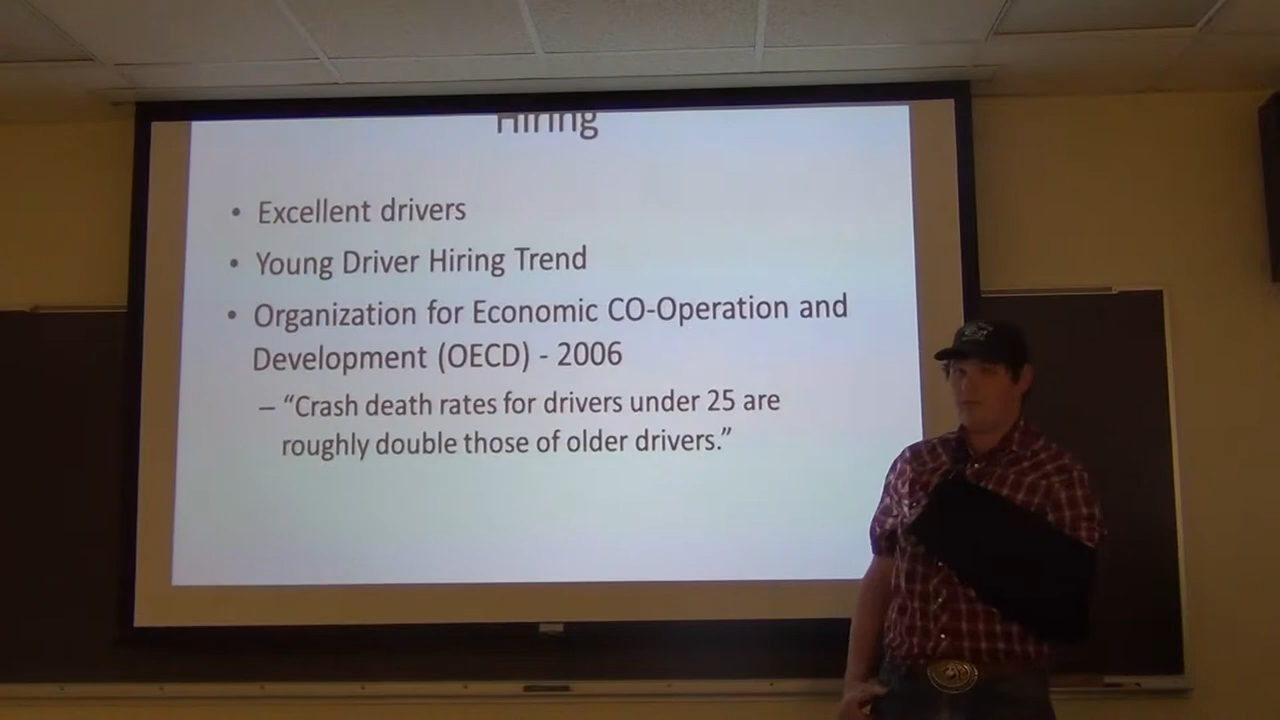 Hiring
• Excellent drivers
• Young Driver Hiring Trend
• Organization for Economic CO-Operation and
Development (OECD) - 2006
– “Crash death rates for drivers under 25 are
roughly double those of older drivers.”